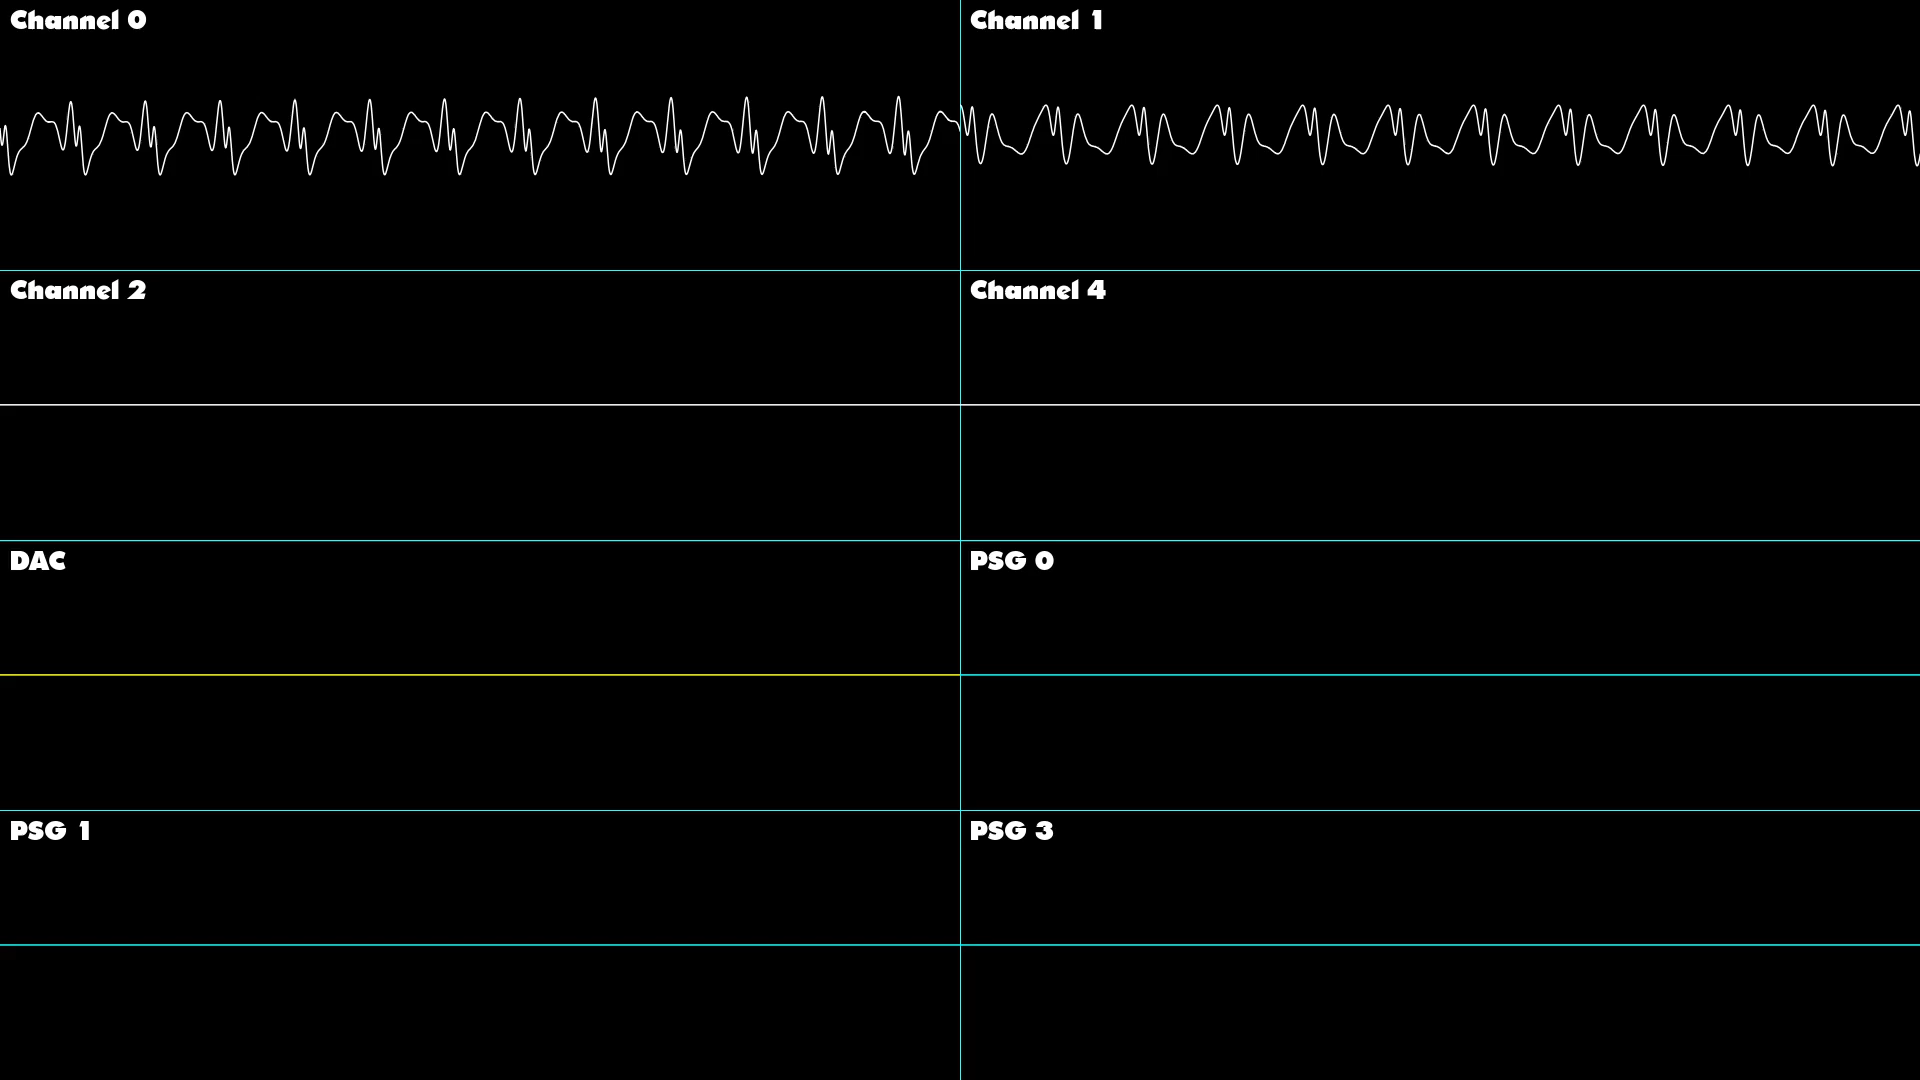 Channel 0
Channel 1
Channel 2
Channel 4
DAC
PSG 0
PSG 1
PSG 3